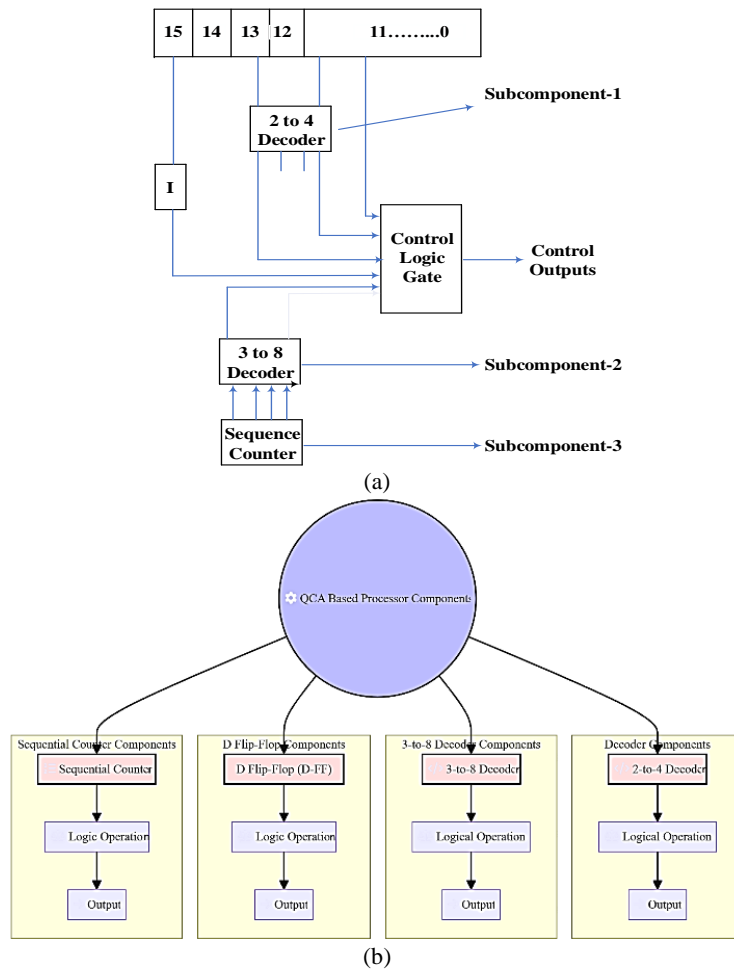 15 14 13 12 11……...0
Subcomponent-1
2 to 4
Decoder
I
Control
Logic
Gate
Control
Outputs
3 to 8
Decoder
Subcomponent-2
Sequence
Counter
Subcomponent-3
(a)
QCA Based Processor Components
Sequential Counter Components
Sequential Counter
Logic Operation
Output
D Flip-Flop Components
D Flip-Flop (D-FF)
Logic Operation
Output
3-to-8 Decoder Components
3-to-8 Decoder
Logical Operation
Output
Decoder Components
2-to-4 Decoder
Logical Operation
Output
(b)